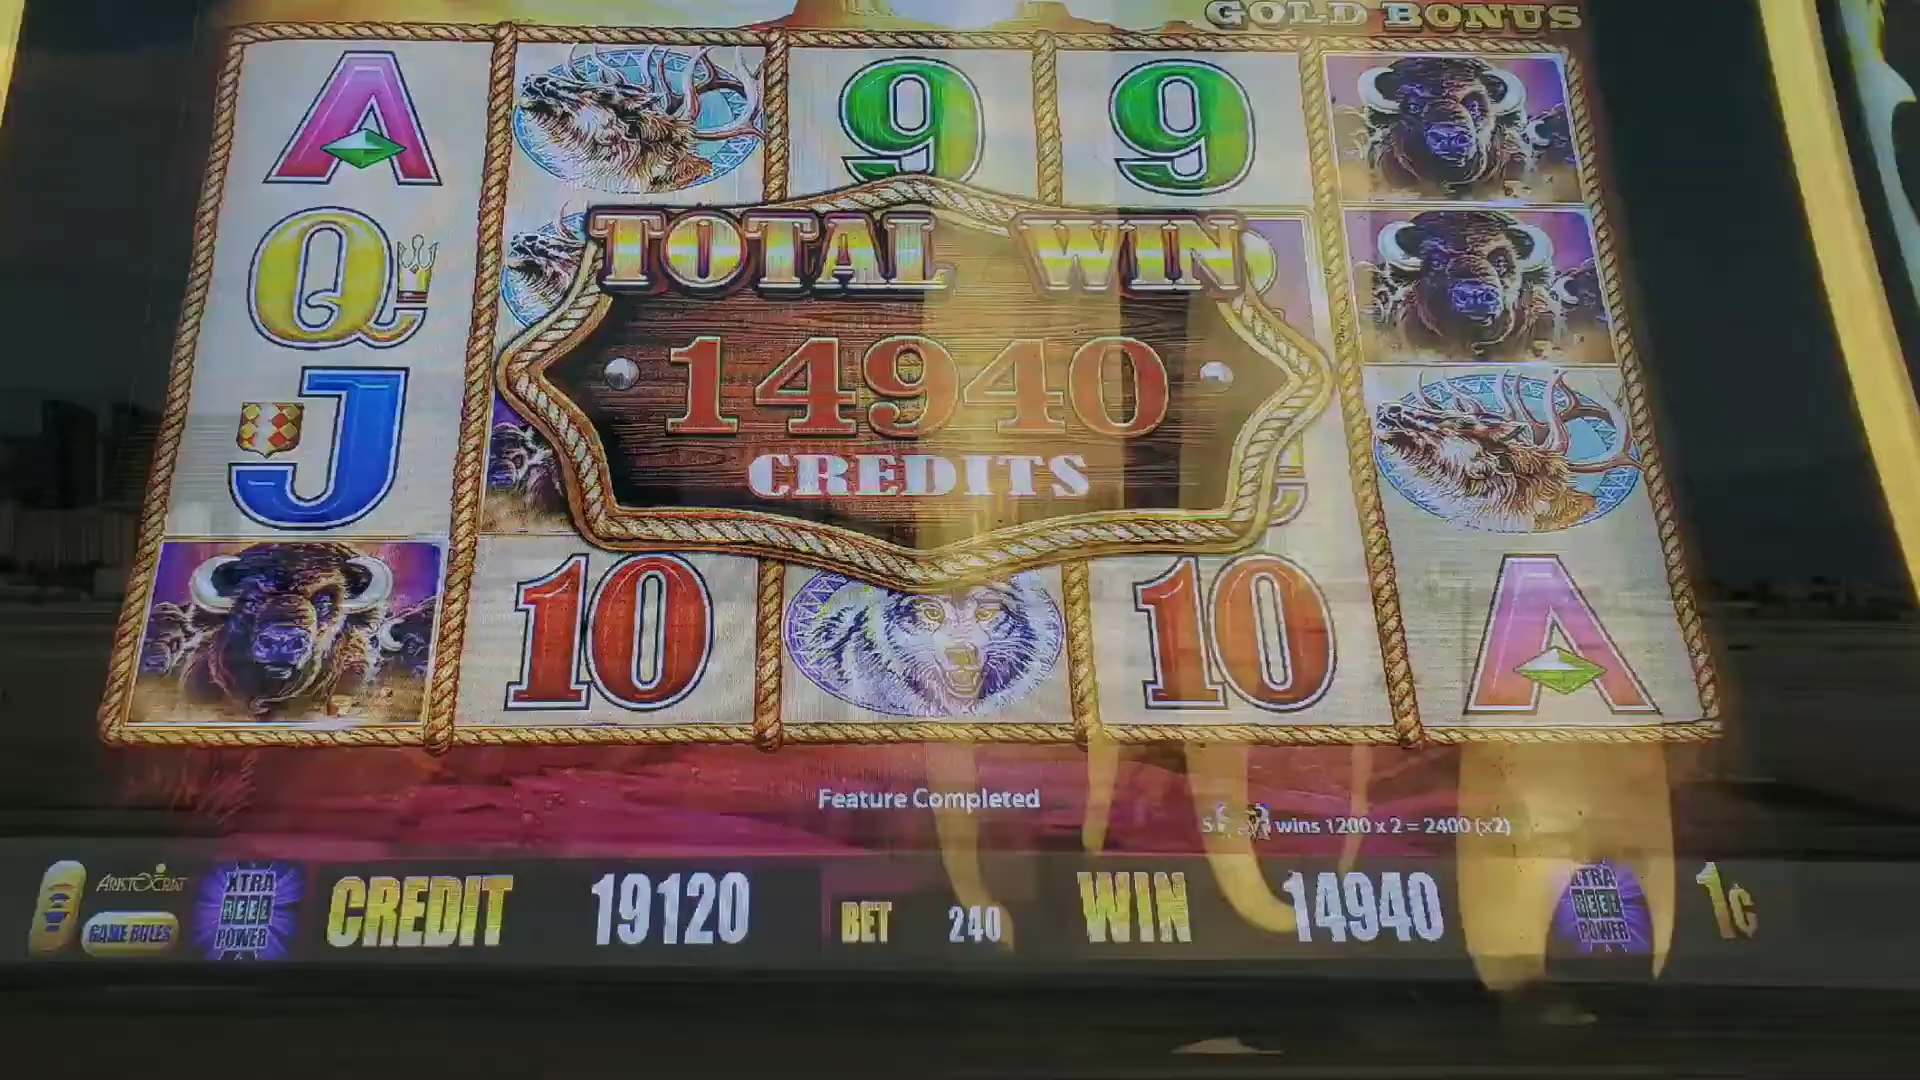 GOLD BONUS
A
9
9
TOTAL WIN
Q
14940
J
CREDITS
10
10
A
Feature Completed
wins 1200 x 2 = 2400 (x2)
ARISTOCRAT
GAME RULES
XTRA
REEL
POWER
CREDIT 19120 BET 240 WIN 14940
XTRA
REEL
POWER
1¢